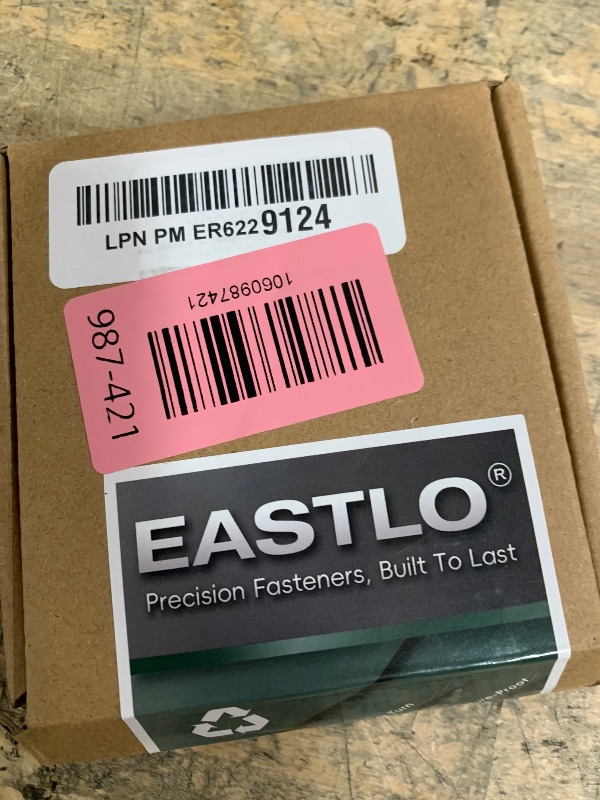 LPN PM ER6229124
1060987421
987-421
EASTLO®
Precision Fasteners, Built To Last